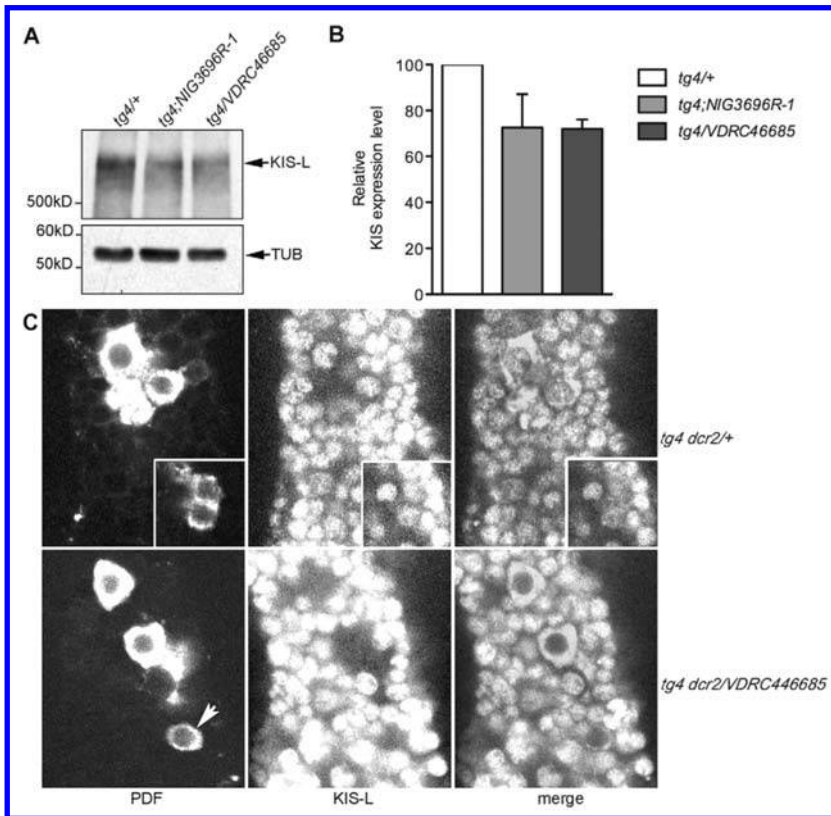 A
tg4/+
tg4;NIG3696R-1
tg4/VDRC46685
KIS-L
500kD
60kD
50kD
TUB
B
Relative
KIS expression level
100
80
60
40
20
0
tg4/+
tg4;NIG3696R-1
tg4/VDRC46685
C
tg4 dcr2/+
tg4 dcr2/VDRC446685
PDF
KIS-L
merge